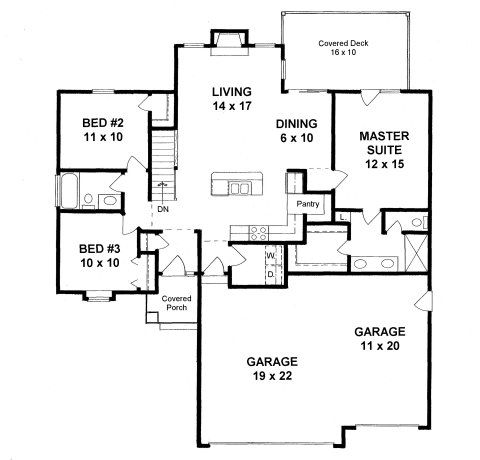 Covered Deck
16 x 10
LIVING
14 x 17
BED #2
11 x 10
DINING
6 x 10
MASTER
SUITE
12 x 15
DN
Pantry
BED #3
10 x 10
W.
D.
Covered
Porch
GARAGE
11 x 20
GARAGE
19 x 22